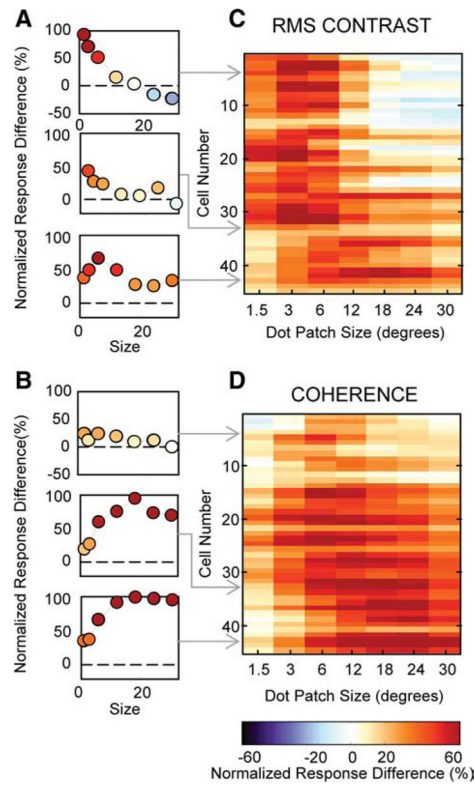 A
Normalized Response Difference (%)
100
50
0
-50
0
20
100
50
0
100
50
0
0
20
Size
C
RMS CONTRAST
Cell Number
10
20
30
40
1.5 3 6 12 18 24 30
Dot Patch Size (degrees)
B
Normalized Response Difference(%)
100
50
0
-50
100
50
0
100
50
0
0
20
Size
D
COHERENCE
Cell Number
10
20
30
40
1.5 3 6 12 18 24 30
Dot Patch Size (degrees)
-60 -30 0 30 60
Normalized Response Difference (%)